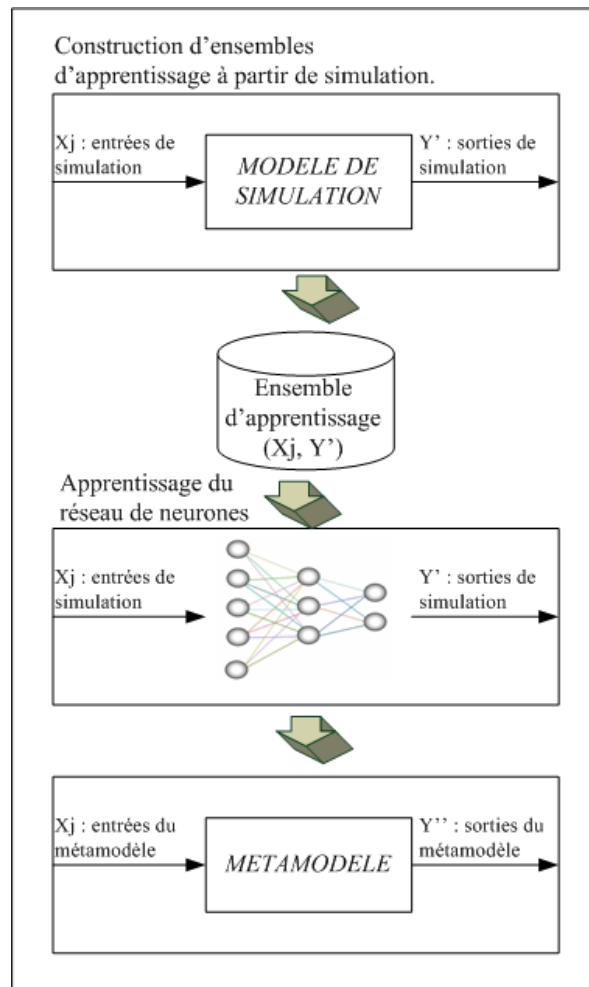 Construction d'ensembles
d'apprentissage à partir de simulation.
Xj : entrées de
simulation
MODELE DE
SIMULATION
Y' : sorties de
simulation
Ensemble
d'apprentissage
(Xj, Y')
Apprentissage du
réseau de neurones
Xj : entrées de
simulation
Y' : sorties de
simulation
Xj : entrées du
métamodèle
METAMODELE
Y'' : sorties du
métamodèle